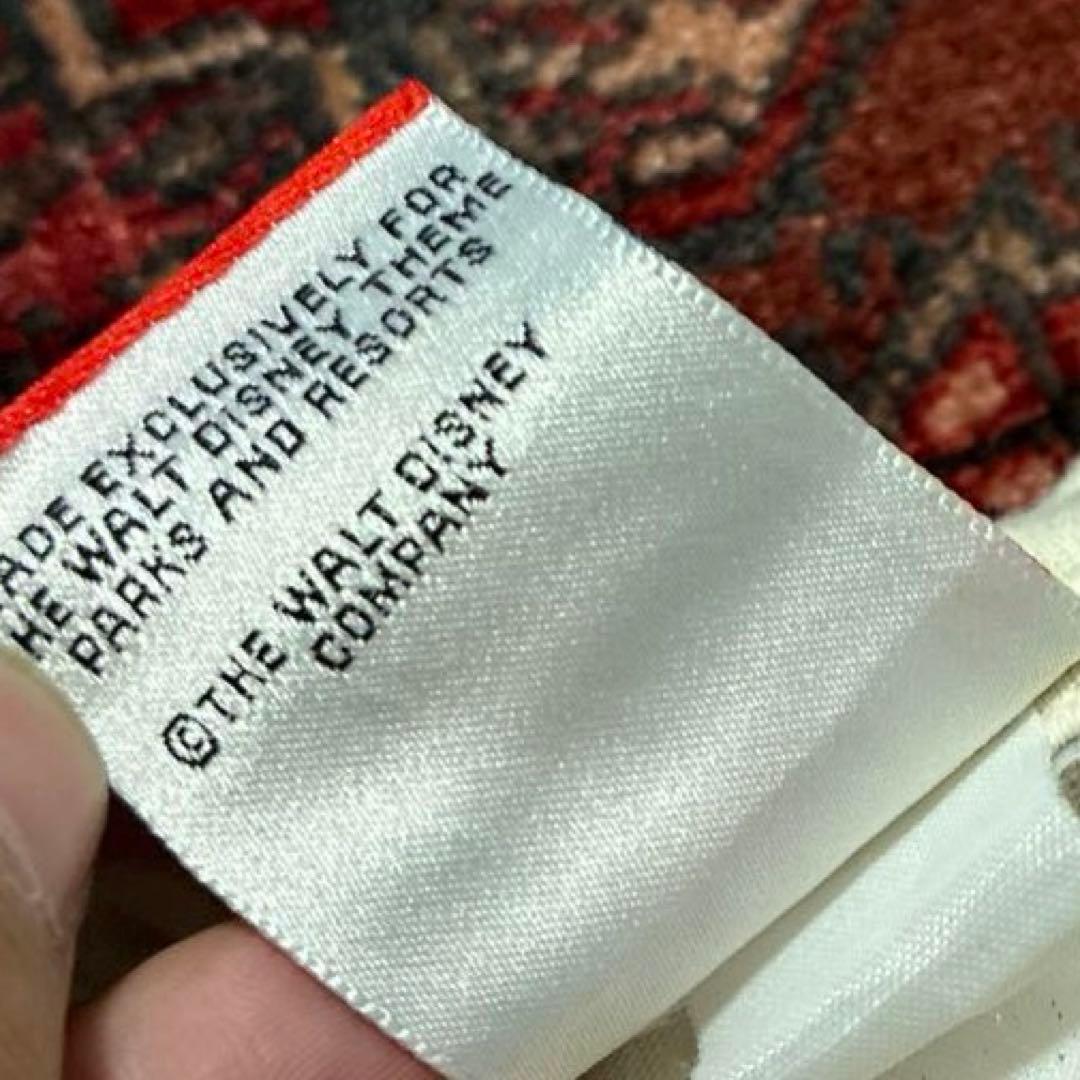 ADE EXCLUSIVELY FOR
HE WALT DISNEY THEME
PARKS AND RESORTS
©THE WALT DISNEY
COMPANY